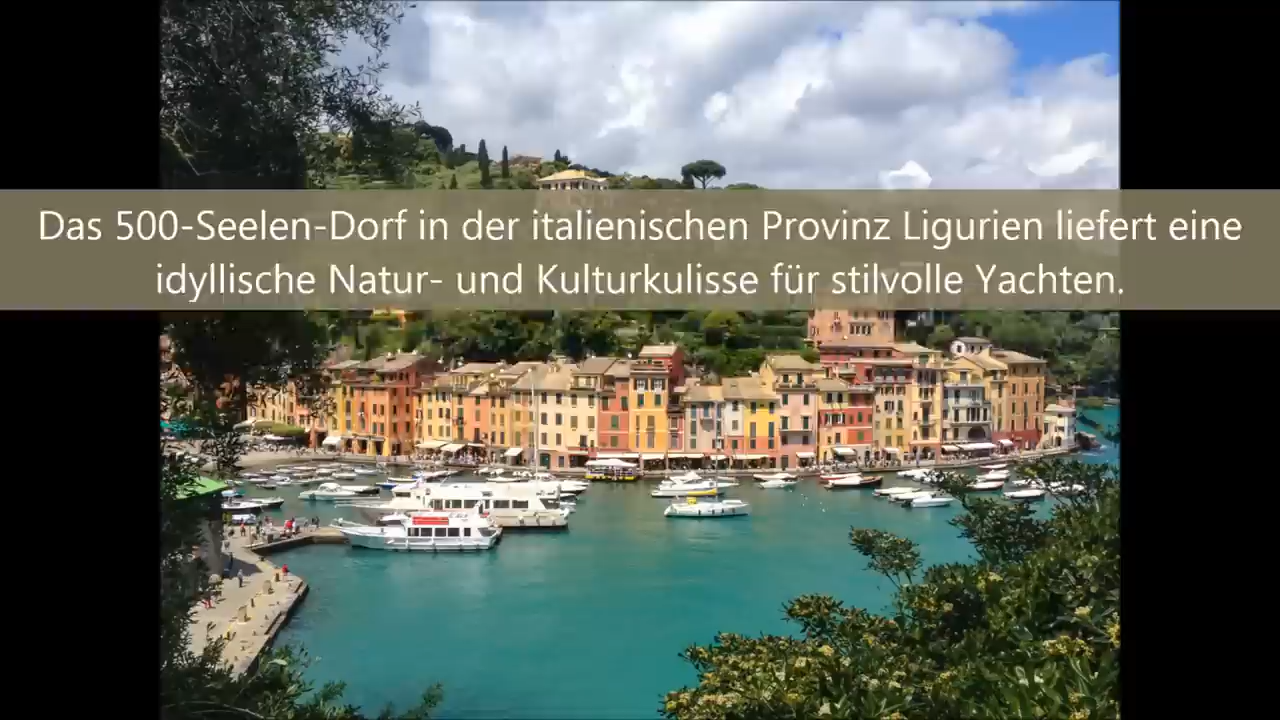 Das 500-Seelen-Dorf in der italienischen Provinz Ligurien liefert eine
idyllische Natur- und Kulturkulisse für stilvolle Yachten.